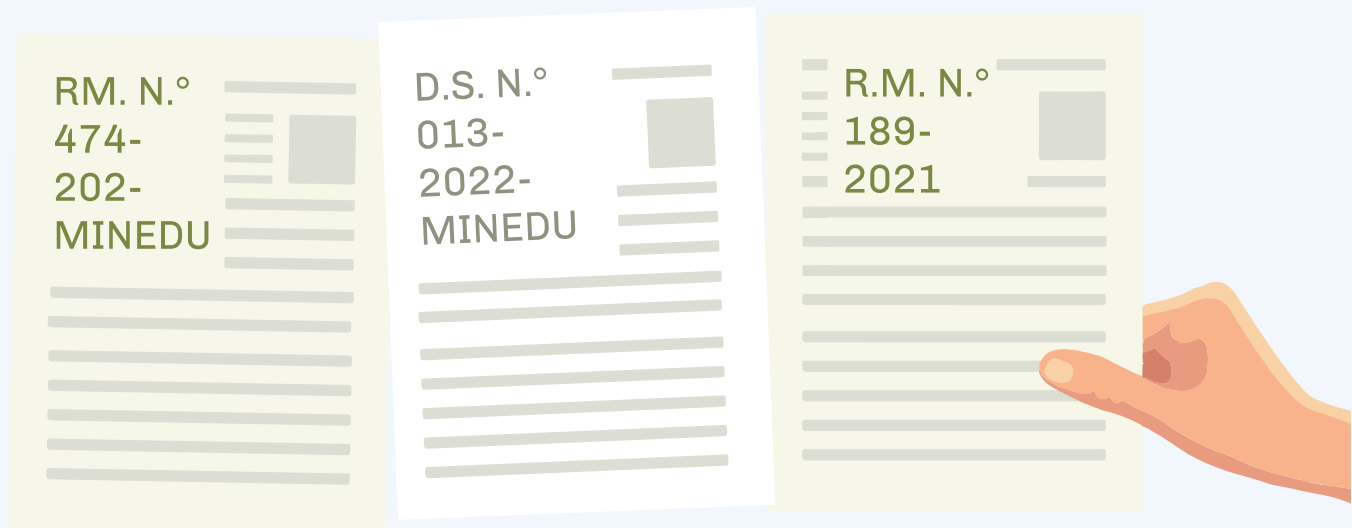 RM. N.°
474-
202-
MINEDU
D.S. N.°
013-
2022-
MINEDU
R.M. N.°
189-
2021